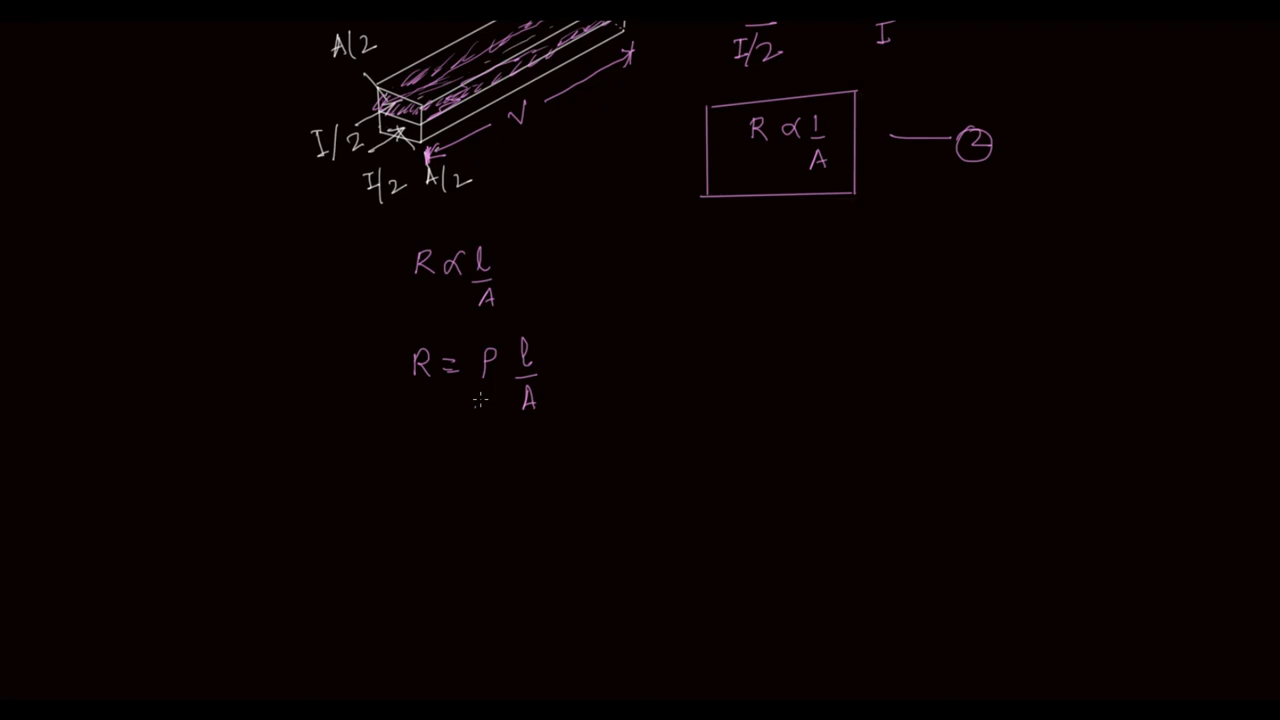 A/2
I/2
I
I/2
V
I/2
A/2
R ∝ 1/A
2
R ∝ l/A
R = ρ l/A